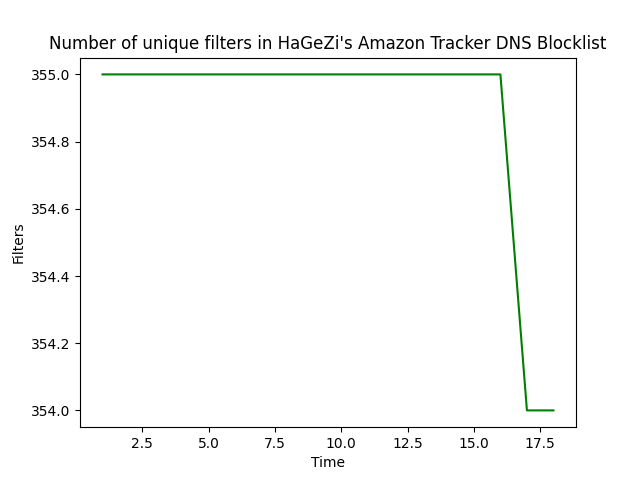 Number of unique filters in HaGeZi's Amazon Tracker DNS Blocklist
355.0
354.8
354.6
354.4
354.2
354.0
Filters
2.5 5.0 7.5 10.0 12.5 15.0 17.5
Time